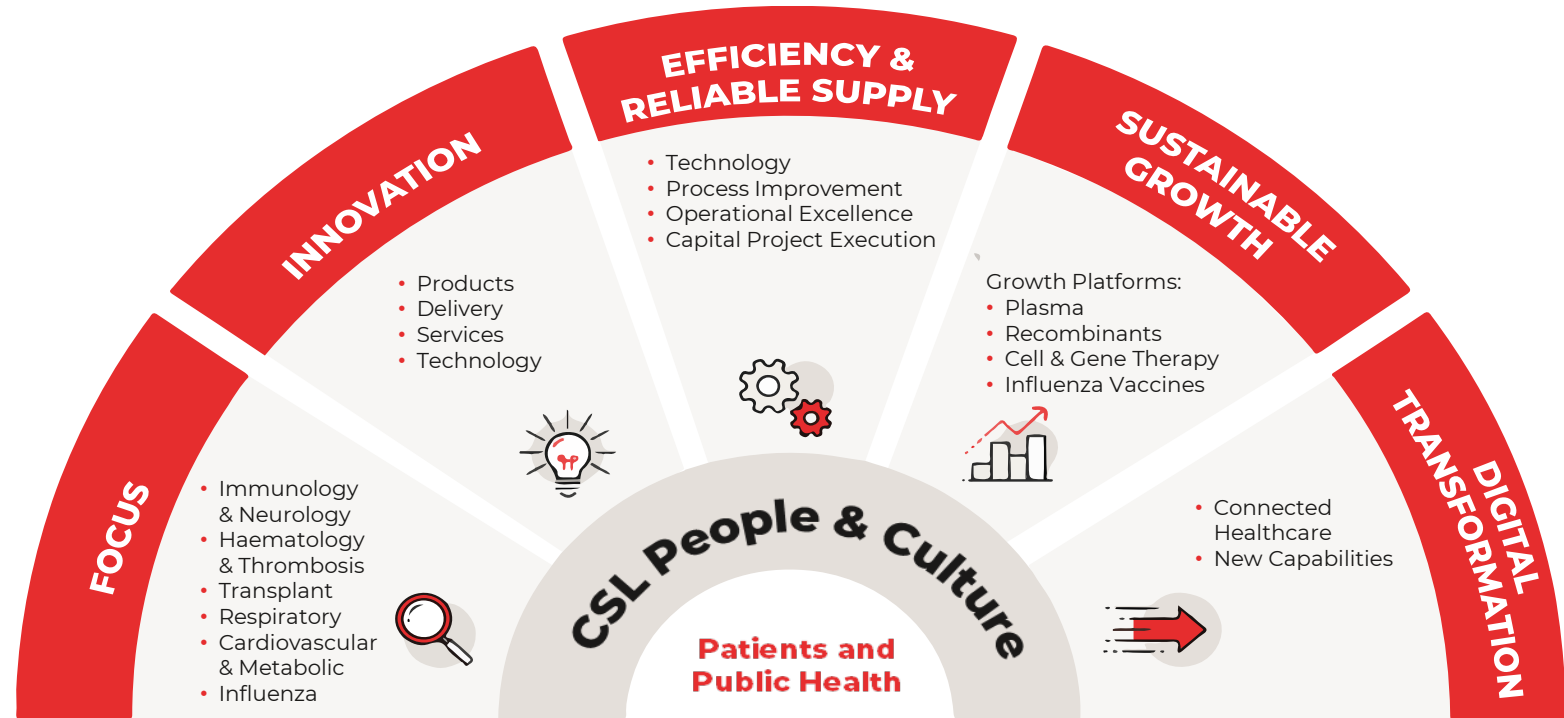 FOCUS
• Immunology
& Neurology
• Haematology
& Thrombosis
• Transplant
• Respiratory
• Cardiovascular
& Metabolic
• Influenza
INNOVATION
• Products
• Delivery
• Services
• Technology
EFFICIENCY &
RELIABLE SUPPLY
• Technology
• Process Improvement
• Operational Excellence
• Capital Project Execution
SUSTAINABLE
GROWTH
Growth Platforms:
• Plasma
• Recombinants
• Cell & Gene Therapy
• Influenza Vaccines
DIGITAL
TRANSFORMATION
• Connected
Healthcare
• New Capabilities
CSL People & Culture
Patients and
Public Health